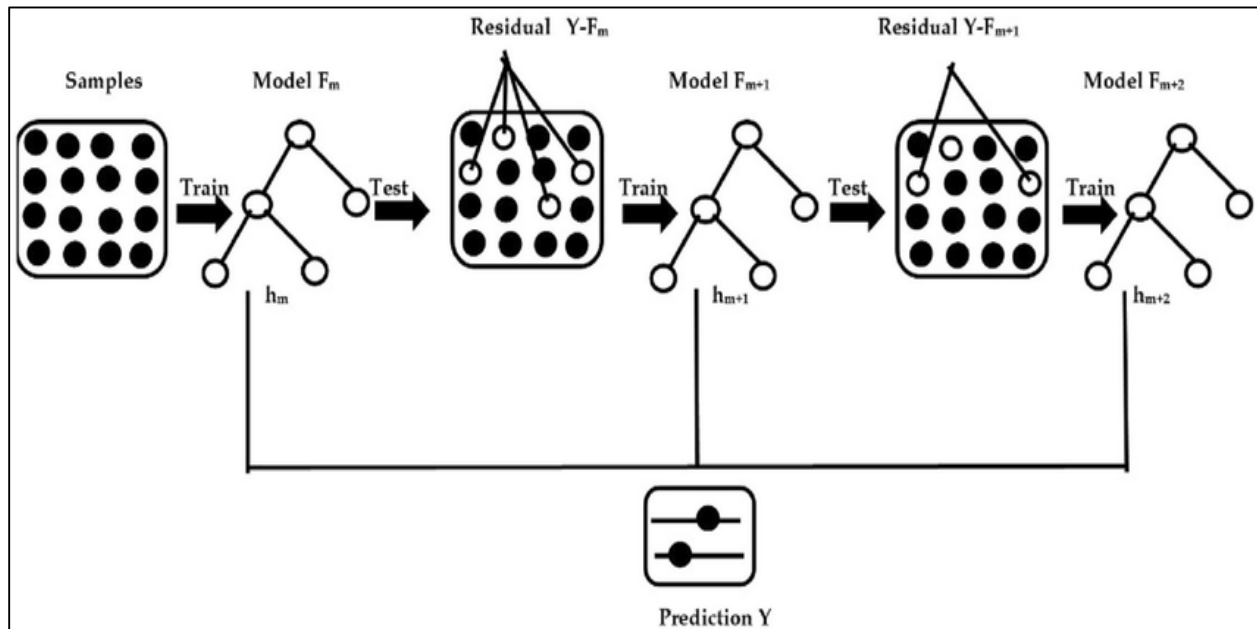 Residual Y-Fₘ
Residual Y-Fₘ₊₁
Samples
Model Fₘ
Model Fₘ₊₁
Model Fₘ₊₂
Train
Test
Train
Test
Train
hₘ
hₘ₊₁
hₘ₊₂
Prediction Y